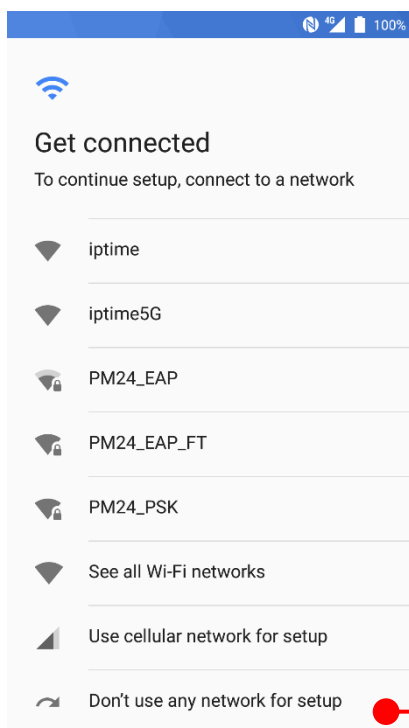 4G 100%
Get connected
To continue setup, connect to a network
iptime
iptime5G
PM24_EAP
PM24_EAP_FT
PM24_PSK
See all Wi-Fi networks
Use cellular network for setup
Don't use any network for setup